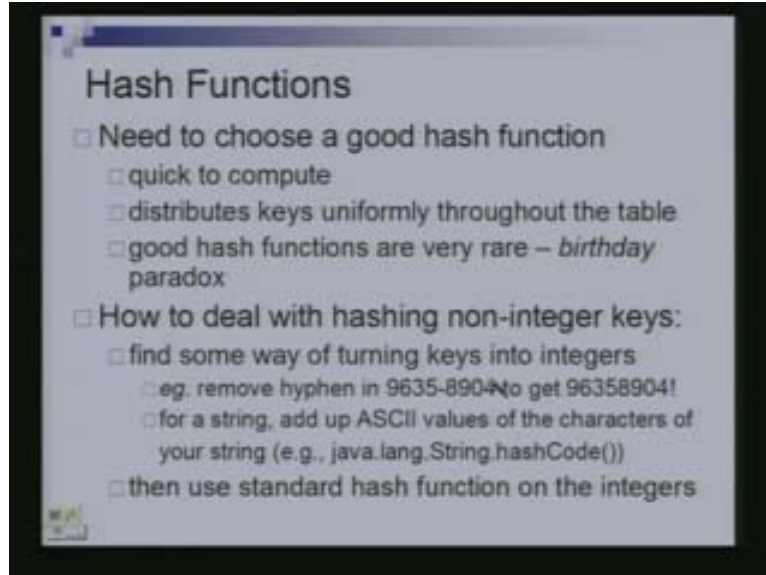 Hash Functions
Need to choose a good hash function
quick to compute
distributes keys uniformly throughout the table
good hash functions are very rare – birthday
paradox
How to deal with hashing non-integer keys:
find some way of turning keys into integers
eg. remove hyphen in 9635-8904 to get 96358904!
for a string, add up ASCII values of the characters of
your string (e.g., java.lang.String.hashCode())
then use standard hash function on the integers